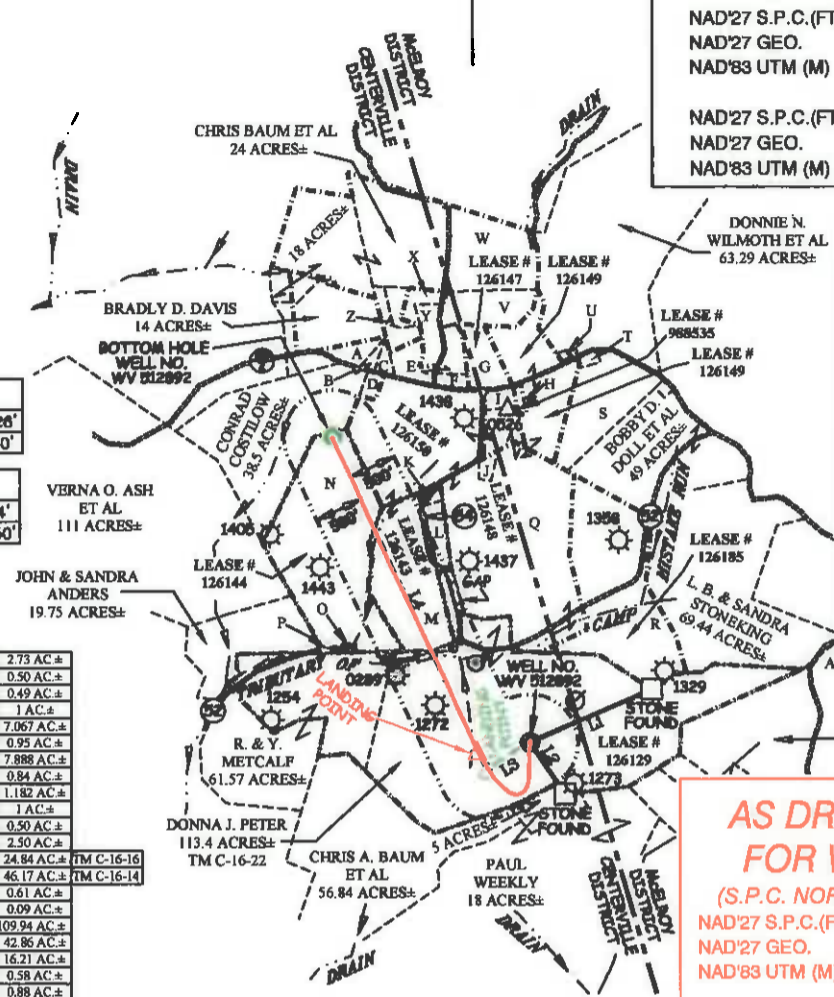 NAD'27 S.P.C.(FT
NAD'27 GEO.
NAD'83 UTM (M)
NAD'27 S.P.C.(FT
NAD'27 GEO.
NAD'83 UTM (M)
McELROY
DISTRICT
CENTERVILLE
DISTRICT
DRAIN
DRAIN
CHRIS BAUM ET AL
24 ACRES±
18 ACRES±
W
X
LEASE #
126147
LEASE #
126149
DONNIE N.
WILMOTH ET AL
63.29 ACRES±
BRADLY D. DAVIS
14 ACRES±
Z
Y
V
U
T
LEASE #
988535
LEASE #
126149
BOTTOM HOLE
WELL NO.
WV 512892
A
B
C
D
E
F
G
H
I
S
1436
0526
CONRAD
COSTILOW
38.5 ACRES±
LEASE #
126150
BOBBY D. I.
DOLL ET AL
49 ACRES±
VERNA O. ASH
ET AL
111 ACRES±
N
K
J
LEASE #
126148
Q
1356
1405
LEASE #
126143
L
LEASE #
126144
1443
1437
GAP
LEASE #
126185
JOHN & SANDRA
ANDERS
19.75 ACRES±
O
P
L4
M
CAMP
R
L. B. & SANDRA
STONEKING
69.44 ACRES±
TRIBUTARY OF
52
1254
0259
WELL NO.
WV 512892
1329
STONE
FOUND
LANDING
POINT
1272
L1
L2
L3
LEASE #
126129
R. & Y.
METCALF
61.57 ACRES±
1273
STONE
FOUND
DONNA J. PETER
113.4 ACRES±
TM C-16-22
5 ACRES±
CHRIS A. BAUM
ET AL
56.84 ACRES±
PAUL
WEEKLY
18 ACRES±
McELROY
DISTRICT
CENTERVILLE
DISTRICT
DRAIN
DRAIN
2.73 AC.±
0.50 AC.±
0.49 AC.±
1 AC.±
7.067 AC.±
0.95 AC.±
7.888 AC.±
0.84 AC.±
1.182 AC.±
1 AC.±
0.50 AC.±
2.50 AC.±
24.84 AC.± TM C-16-16
46.17 AC.± TM C-16-14
0.61 AC.±
0.09 AC.±
109.94 AC.±
42.86 AC.±
16.21 AC.±
0.58 AC.±
0.88 AC.±
AS DR
FOR
(S.P.C. NOR
NAD'27 S.P.C.(F
NAD'27 GEO.
NAD'83 UTM (M